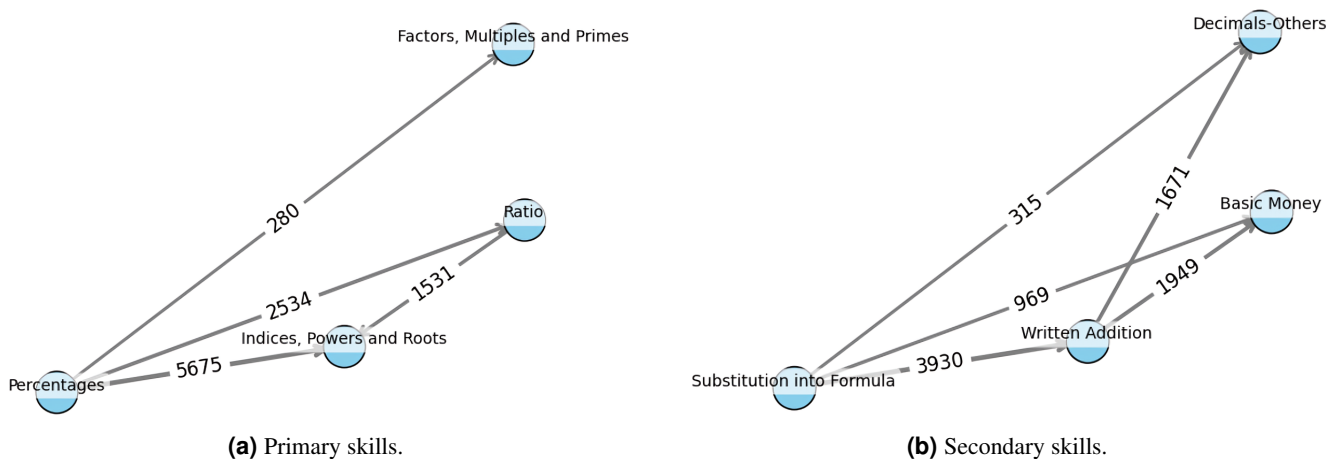 Factors, Multiples and Primes
280
Ratio
1531
2534
Indices, Powers and Roots
5675
Percentages
(a) Primary skills.
Decimals-Others
1671
315
Basic Money
1949
969
Written Addition
3930
Substitution into Formula
(b) Secondary skills.